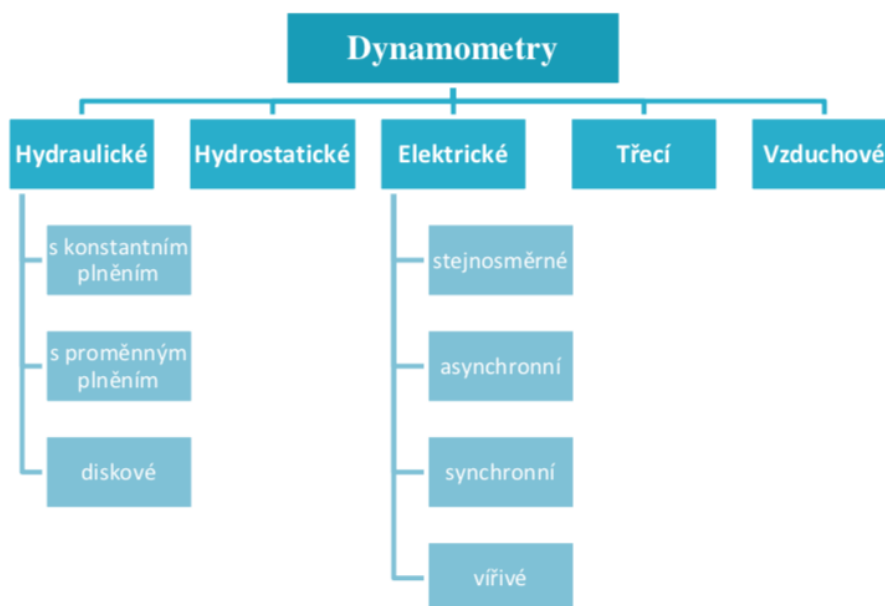 Dynamometry
Hydraulické
Hydrostatické
Elektrické
Třecí
Vzduchové
s konstantním
plněním
s proměnným
plněním
diskové
stejnosměrné
asynchronní
synchronní
vířivé